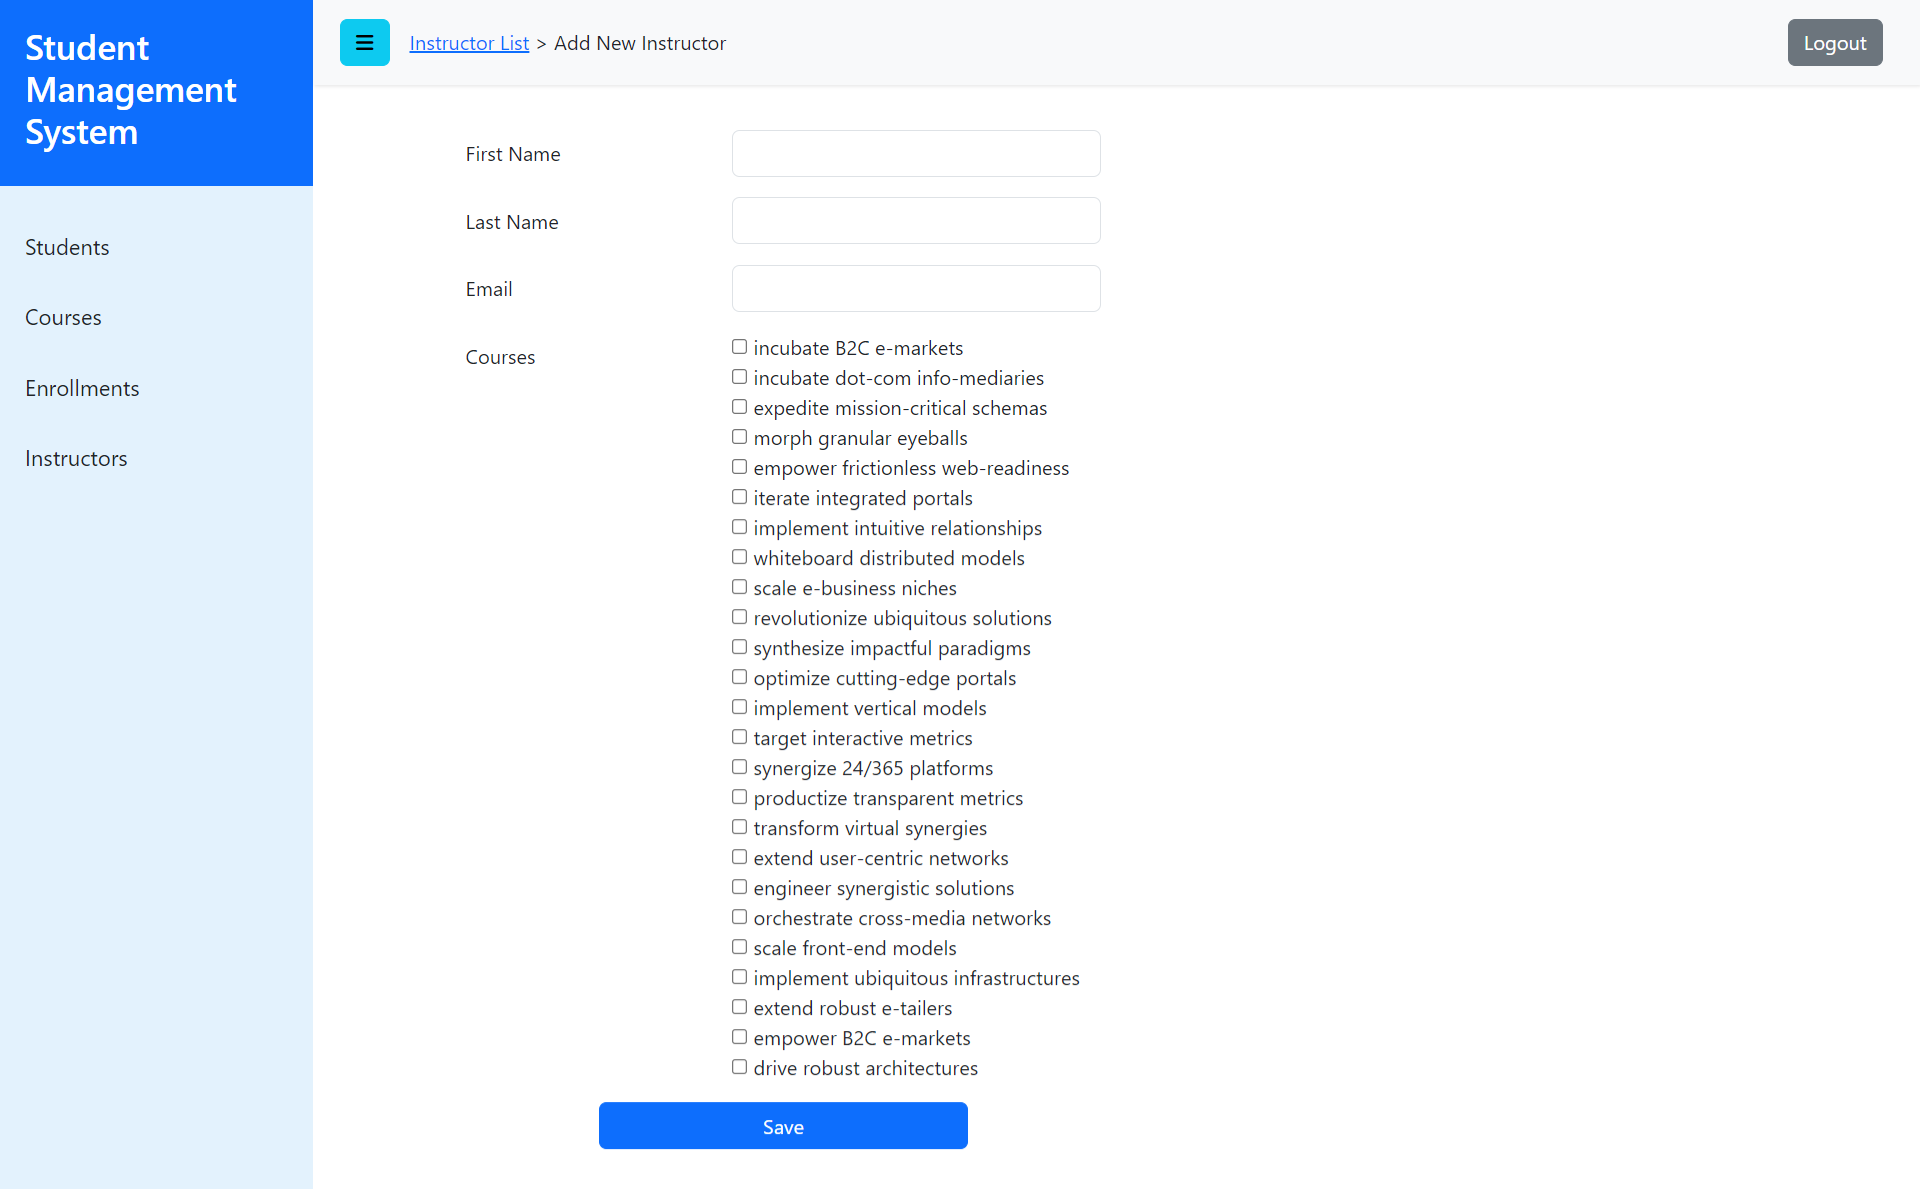 Student
Management
System
Instructor List > Add New Instructor
Logout
Students
Courses
Enrollments
Instructors
First Name
Last Name
Email
Courses
incubate B2C e-markets
incubate dot-com info-mediaries
expedite mission-critical schemas
morph granular eyeballs
empower frictionless web-readiness
iterate integrated portals
implement intuitive relationships
whiteboard distributed models
scale e-business niches
revolutionize ubiquitous solutions
synthesize impactful paradigms
optimize cutting-edge portals
implement vertical models
target interactive metrics
synergize 24/365 platforms
productize transparent metrics
transform virtual synergies
extend user-centric networks
engineer synergistic solutions
orchestrate cross-media networks
scale front-end models
implement ubiquitous infrastructures
extend robust e-tailers
empower B2C e-markets
drive robust architectures
Save